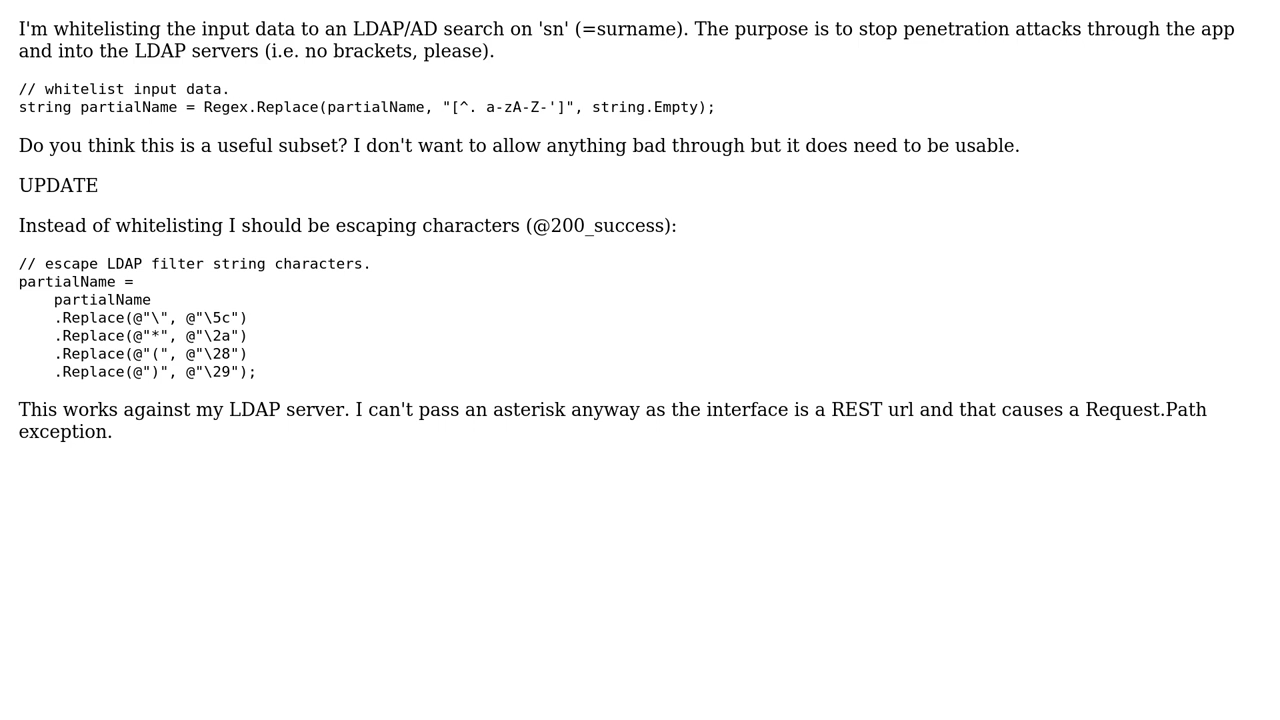 I'm whitelisting the input data to an LDAP/AD search on 'sn' (=surname). The purpose is to stop penetration attacks through the app
and into the LDAP servers (i.e. no brackets, please).
// whitelist input data.
string partialName = Regex.Replace(partialName, "[^. a-zA-Z-']", string.Empty);
Do you think this is a useful subset? I don't want to allow anything bad through but it does need to be usable.
UPDATE
Instead of whitelisting I should be escaping characters (@200_success):
// escape LDAP filter string characters.
partialName =
    partialName
    .Replace(@"\", @"\5c")
    .Replace(@"*", @"\2a")
    .Replace(@"(", @"\28")
    .Replace(@")", @"\29");
This works against my LDAP server. I can't pass an asterisk anyway as the interface is a REST url and that causes a Request.Path
exception.